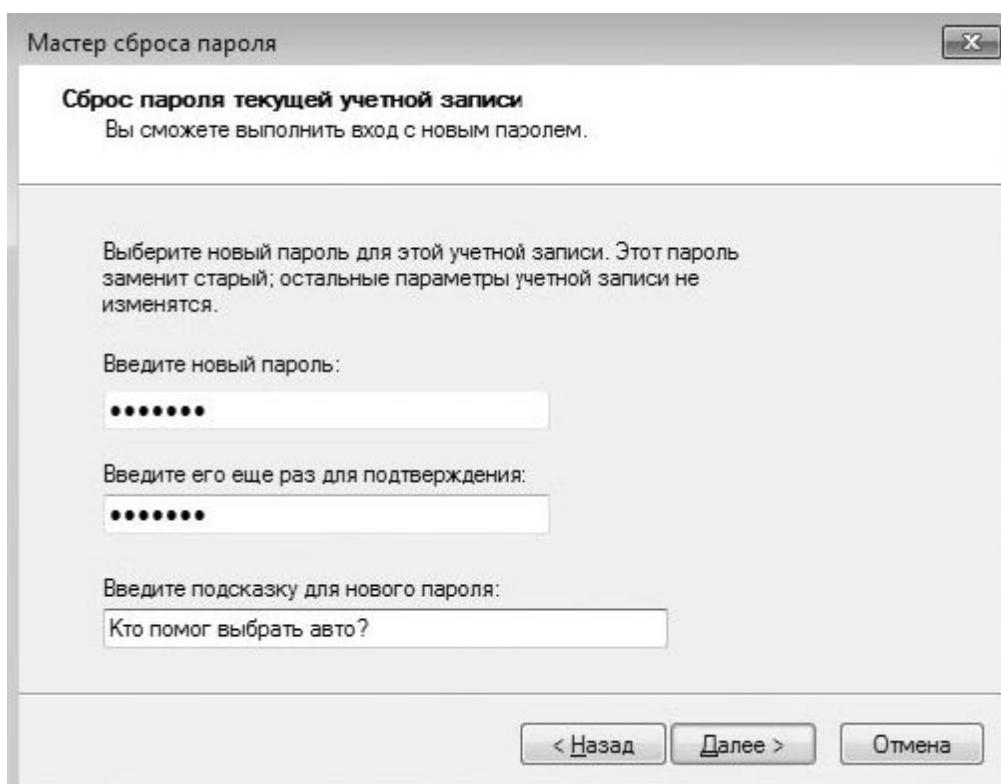 Мастер сброса пароля
Сброс пароля текущей учетной записи
Вы сможете выполнить вход с новым паролем.
Выберите новый пароль для этой учетной записи. Этот пароль
заменит старый; остальные параметры учетной записи не
изменятся.
Введите новый пароль:
•••••••
Введите его еще раз для подтверждения:
•••••••
Введите подсказку для нового пароля:
Кто помог выбрать авто?
< Назад
Далее >
Отмена